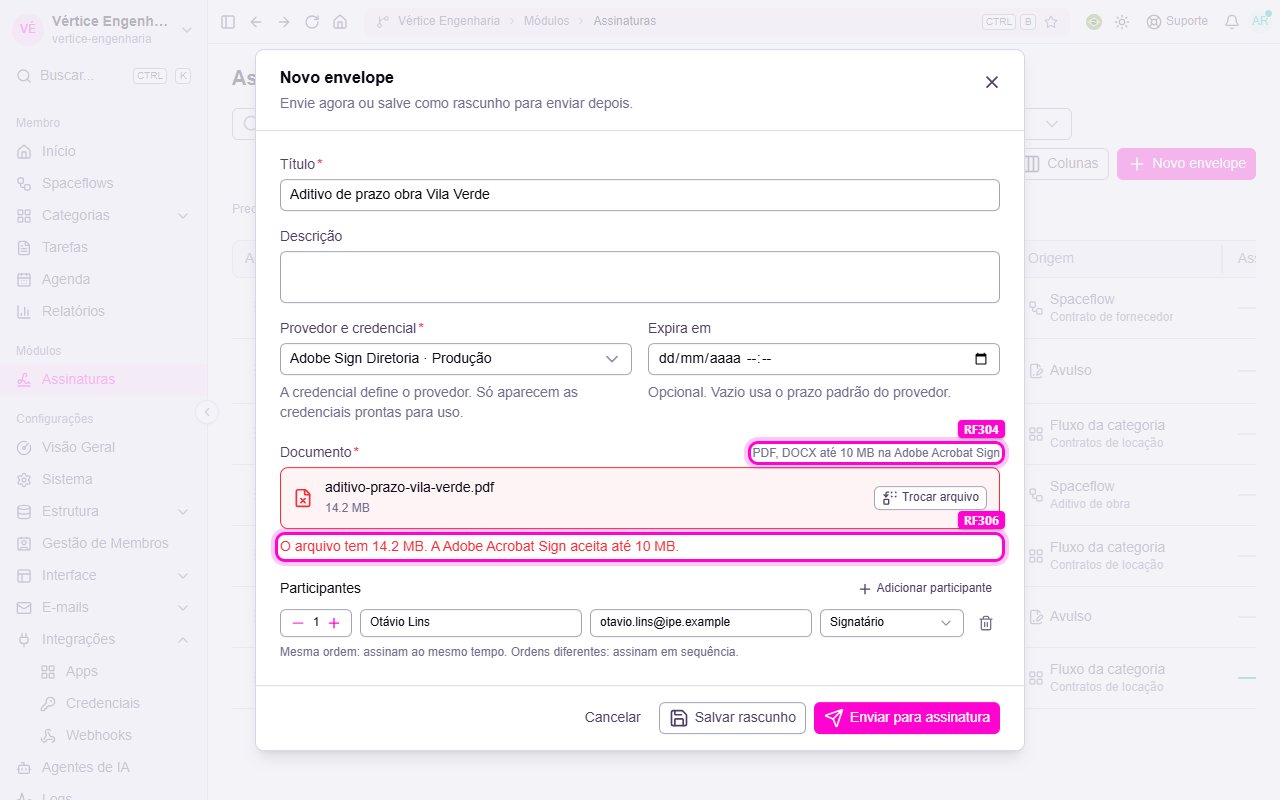 VÉ
Vértice Engenh...
vertice-engenharia
Vértice Engenharia
Módulos
Assinaturas
CTRL
B
Suporte
AR
Buscar...
CTRL
K
Membro
Início
Spaceflows
Categorias
Tarefas
Agenda
Relatórios
Módulos
Assinaturas
Configurações
Visão Geral
Sistema
Estrutura
Gestão de Membros
Interface
E-mails
Integrações
Apps
Credenciais
Webhooks
Agentes de IA
Logs
Novo envelope
Envie agora ou salve como rascunho para enviar depois.
Título*
Aditivo de prazo obra Vila Verde
Descrição
Provedor e credencial*
Expira em
Adobe Sign Diretoria · Produção
dd/mm/aaaa --:--
A credencial define o provedor. Só aparecem as
credenciais prontas para uso.
Opcional. Vazio usa o prazo padrão do provedor.
RF304
Documento*
PDF, DOCX até 10 MB na Adobe Acrobat Sign
aditivo-prazo-vila-verde.pdf
14.2 MB
Trocar arquivo
RF306
O arquivo tem 14.2 MB. A Adobe Acrobat Sign aceita até 10 MB.
Participantes
Adicionar participante
1
Otávio Lins
otavio.lins@ipe.example
Signatário
Mesma ordem: assinam ao mesmo tempo. Ordens diferentes: assinam em sequência.
Cancelar
Salvar rascunho
Enviar para assinatura
Colunas
Novo envelope
Origem
Spaceflow
Contrato de fornecedor
Avulso
Fluxo da categoria
Contratos de locação
Spaceflow
Aditivo de obra
Fluxo da categoria
Contratos de locação
Avulso
Fluxo da categoria
Contratos de locação